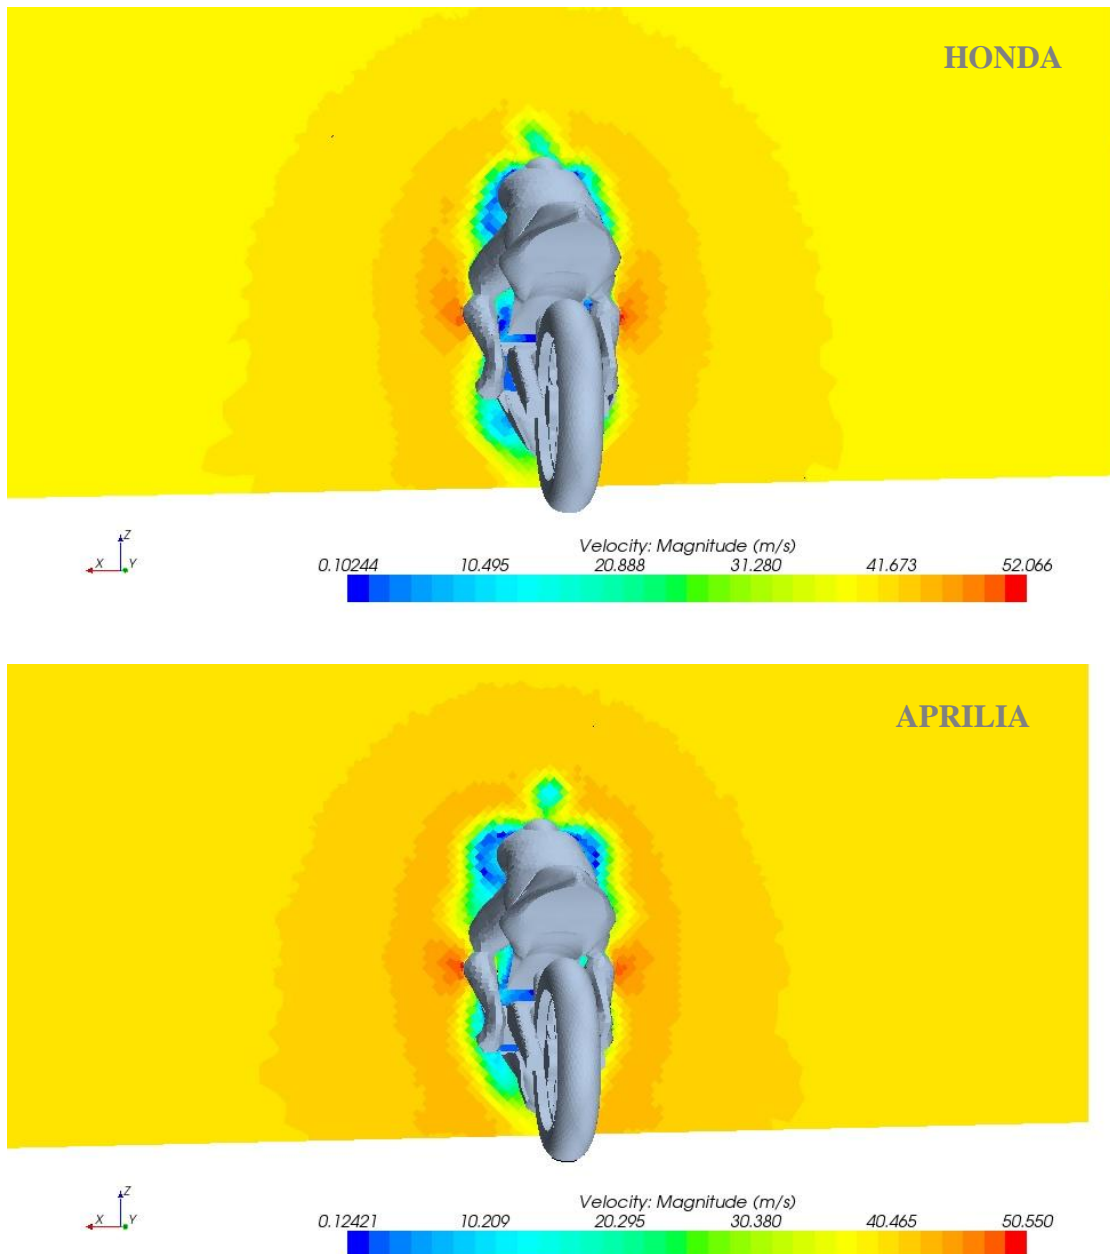 HONDA
Z
X
Y
Velocity: Magnitude (m/s)
0.10244 10.495 20.888 31.280 41.673 52.066
APRILIA
Z
X
Y
Velocity: Magnitude (m/s)
0.12421 10.209 20.295 30.380 40.465 50.550